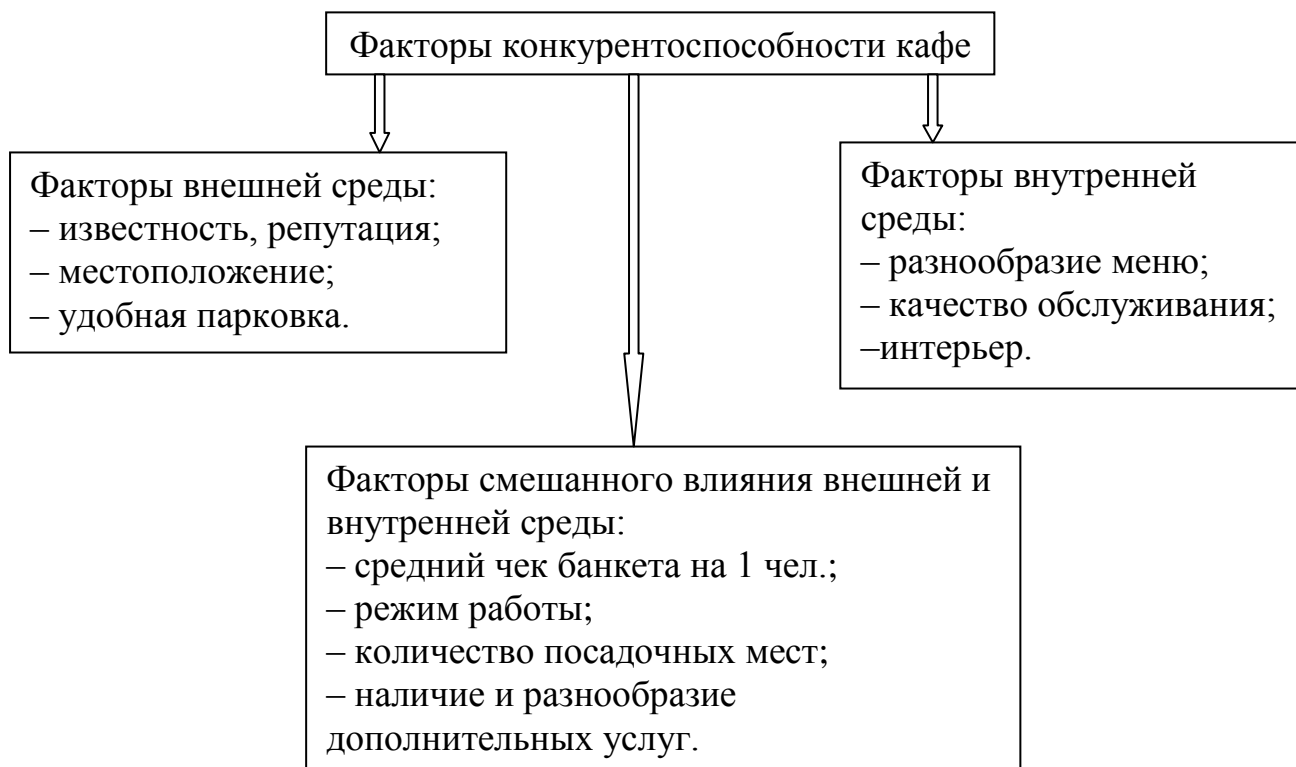 Факторы конкурентоспособности кафе
Факторы внешней среды:
– известность, репутация;
– местоположение;
– удобная парковка.
Факторы внутренней
среды:
– разнообразие меню;
– качество обслуживания;
–интерьер.
Факторы смешанного влияния внешней и
внутренней среды:
– средний чек банкета на 1 чел.;
– режим работы;
– количество посадочных мест;
– наличие и разнообразие
дополнительных услуг.